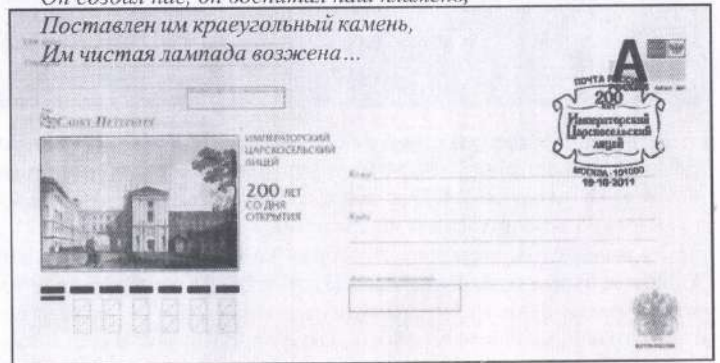 Он создал нас, он воспитал наш пламень,
Поставлен им краеугольный камень,
Им чистая лампада возжена...
А
ПОЧТА РОССИИ
200
лет
Императорский
Царскосельский
лицей
МОСКВА · 101000
19-10-2011
Санкт-Петербург
ИМПЕРАТОРСКИЙ
ЦАРСКОСЕЛЬСКИЙ
ЛИЦЕЙ
200 ЛЕТ
СО ДНЯ
ОТКРЫТИЯ
Кому
Куда
ПОЧТА РОССИИ